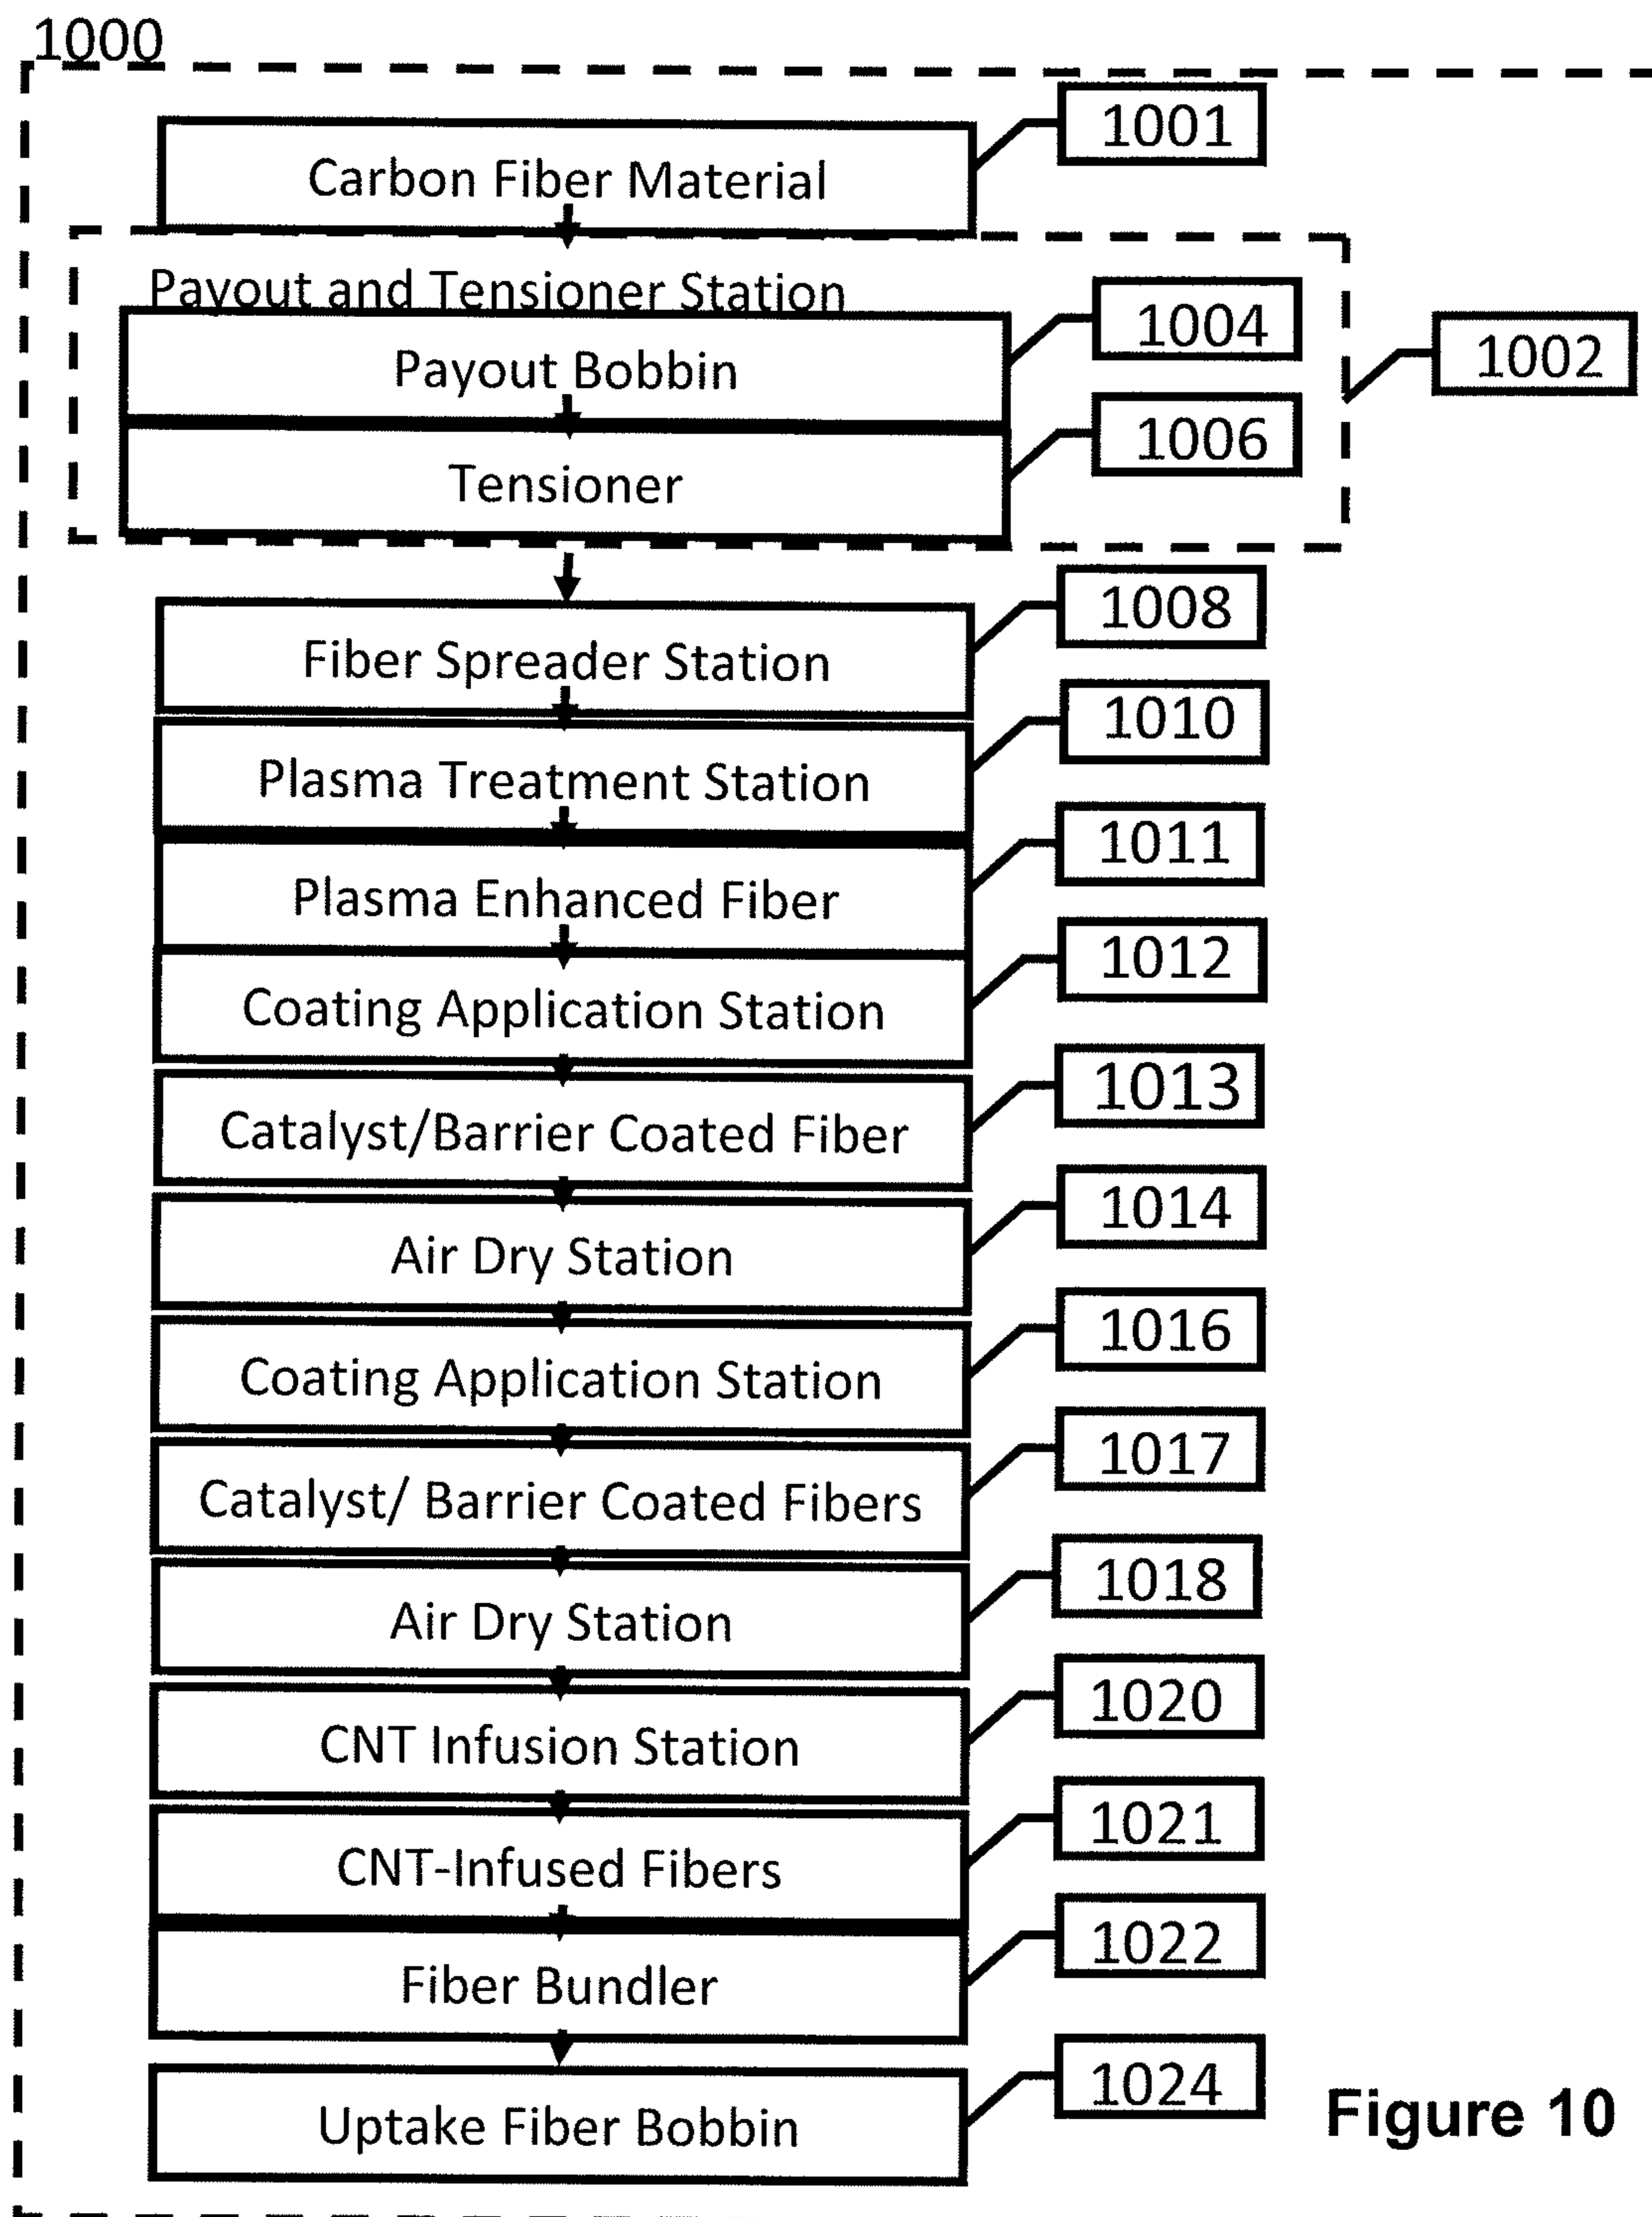 1000
Carbon Fiber Material 1001
Payout and Tensioner Station
Payout Bobbin 1004
1002
Tensioner 1006
Fiber Spreader Station 1008
Plasma Treatment Station 1010
Plasma Enhanced Fiber 1011
Coating Application Station 1012
Catalyst/Barrier Coated Fiber 1013
Air Dry Station 1014
Coating Application Station 1016
Catalyst/ Barrier Coated Fibers 1017
Air Dry Station 1018
CNT Infusion Station 1020
CNT-Infused Fibers 1021
Fiber Bundler 1022
Uptake Fiber Bobbin 1024
Figure 10